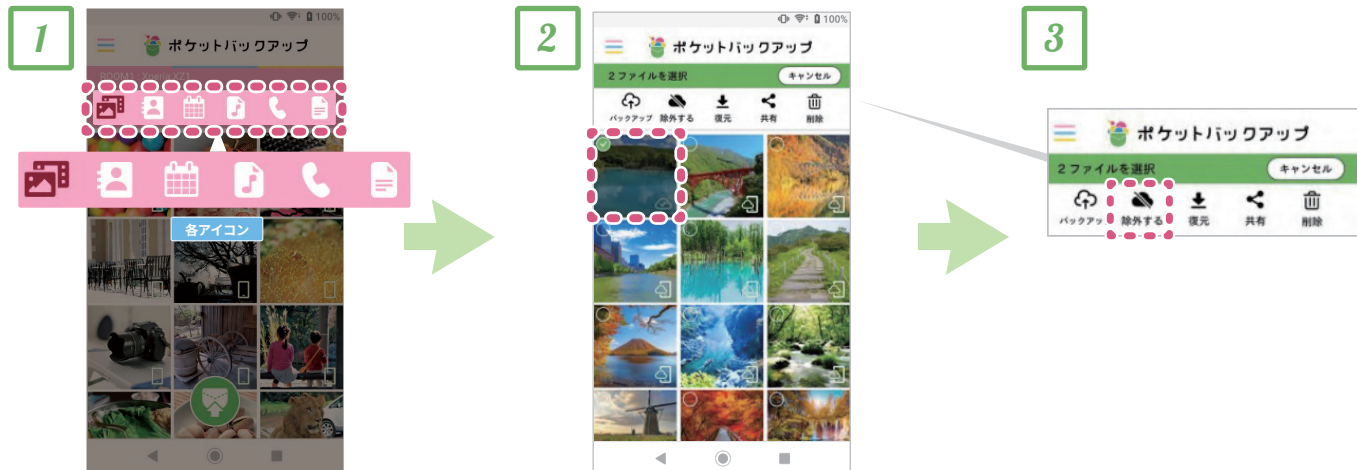 1
100%
ポケットバックアップ
ROOM1 : Xperia XZ1
各アイコン
2
100%
ポケットバックアップ
2ファイルを選択
キャンセル
バックアップ 除外する 復元 共有 削除
3
ポケットバックアップ
2ファイルを選択
キャンセル
バックアッ 除外する 復元 共有 削除